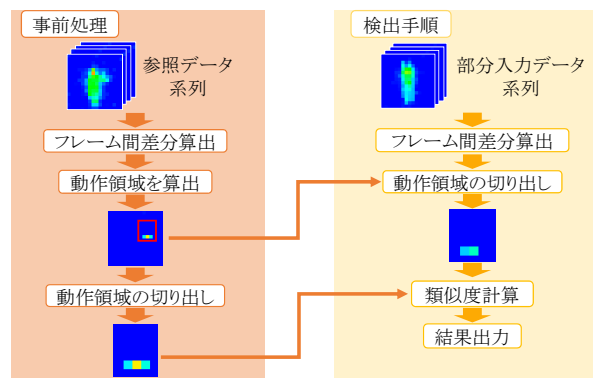 事前処理
参照データ
系列
フレーム間差分算出
動作領域を算出
動作領域の切り出し
検出手順
部分入力データ
系列
フレーム間差分算出
動作領域の切り出し
類似度計算
結果出力